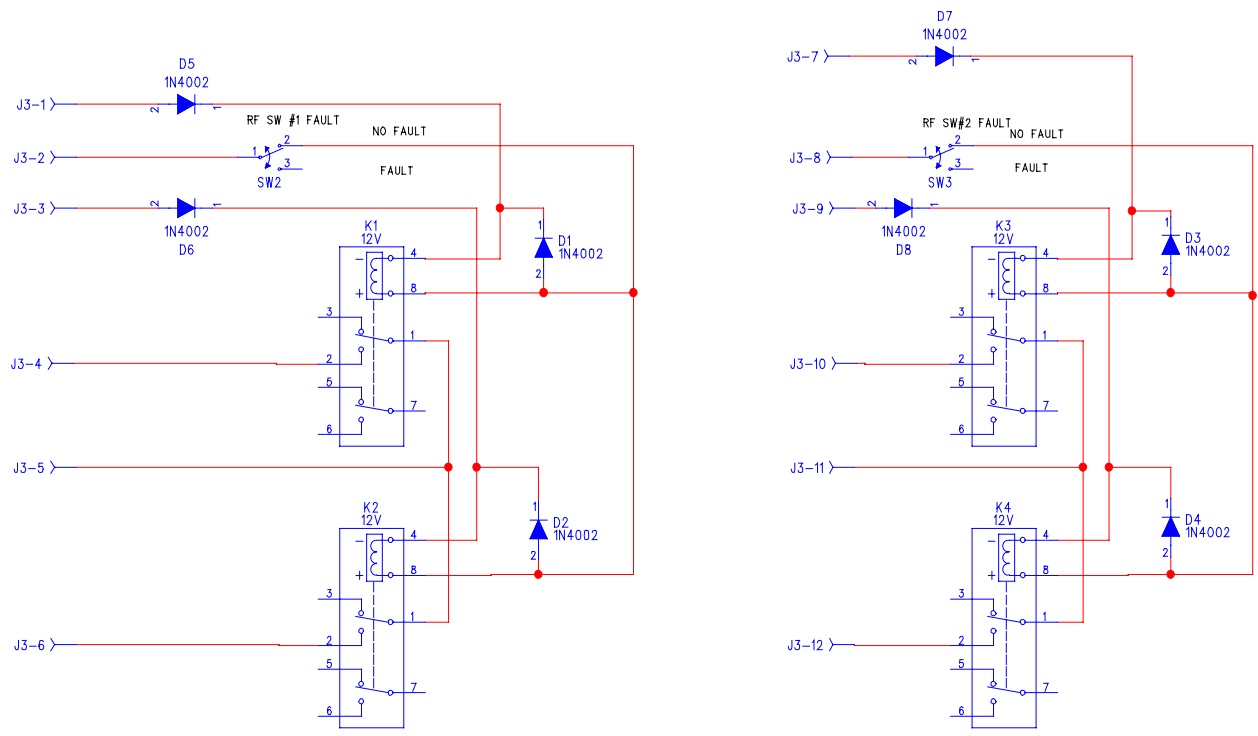 D5
1N4002
J3-1
2
1
RF SW #1 FAULT
NO FAULT
J3-2
1
2
3
FAULT
SW2
J3-3
2
1
1N4002
D6
K1
12V
-
4
+
8
1
D1
1N4002
2
3
1
J3-4
2
5
7
6
J3-5
K2
12V
-
4
+
8
1
D2
1N4002
2
3
1
J3-6
2
5
7
6
D7
1N4002
J3-7
2
1
RF SW#2 FAULT
NO FAULT
J3-8
1
2
3
FAULT
SW3
J3-9
2
1
1N4002
D8
K3
12V
-
4
+
8
1
D3
1N4002
2
3
1
J3-10
2
5
7
6
J3-11
K4
12V
-
4
+
8
1
D4
1N4002
2
3
1
J3-12
2
5
7
6